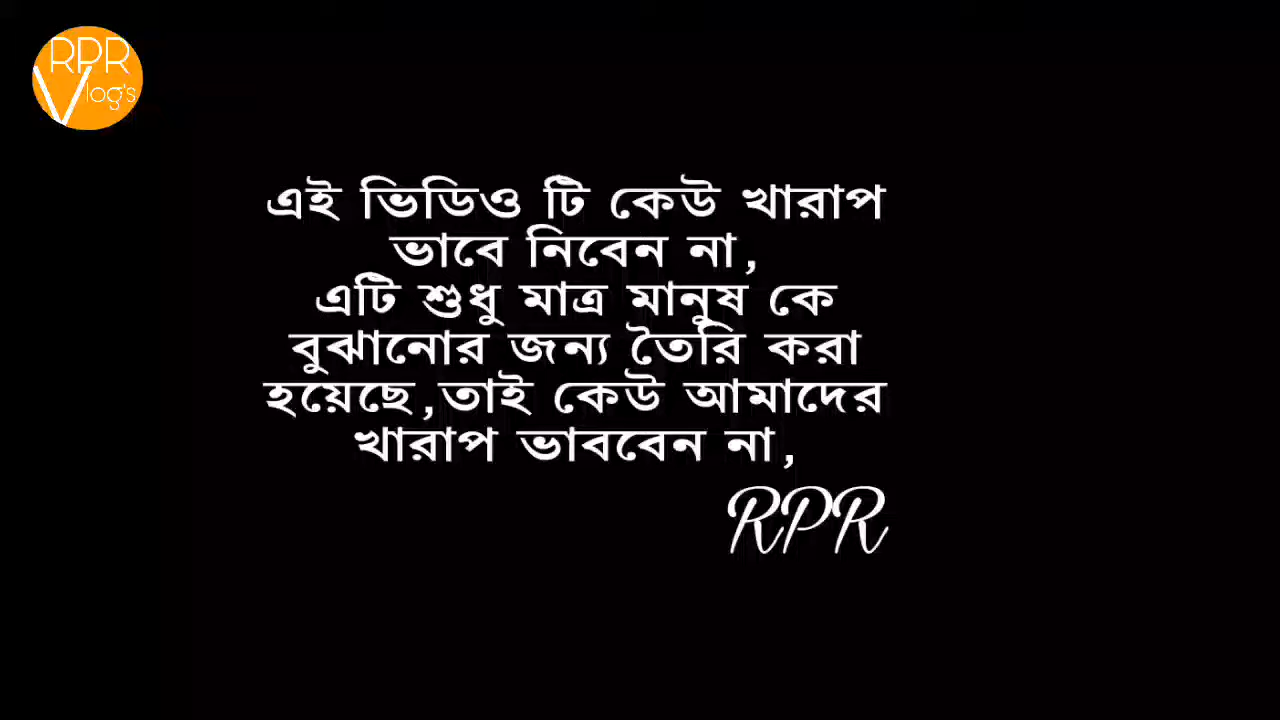 RPR
Vlog's
এই ভিডিও টি কেউ খারাপ
ভাবে নিবেন না,
এটি শুধু মাত্র মানুষ কে
বুঝানোর জন্য তৈরি করা
হয়েছে,তাই কেউ আমাদের
খারাপ ভাববেন না,
RPR